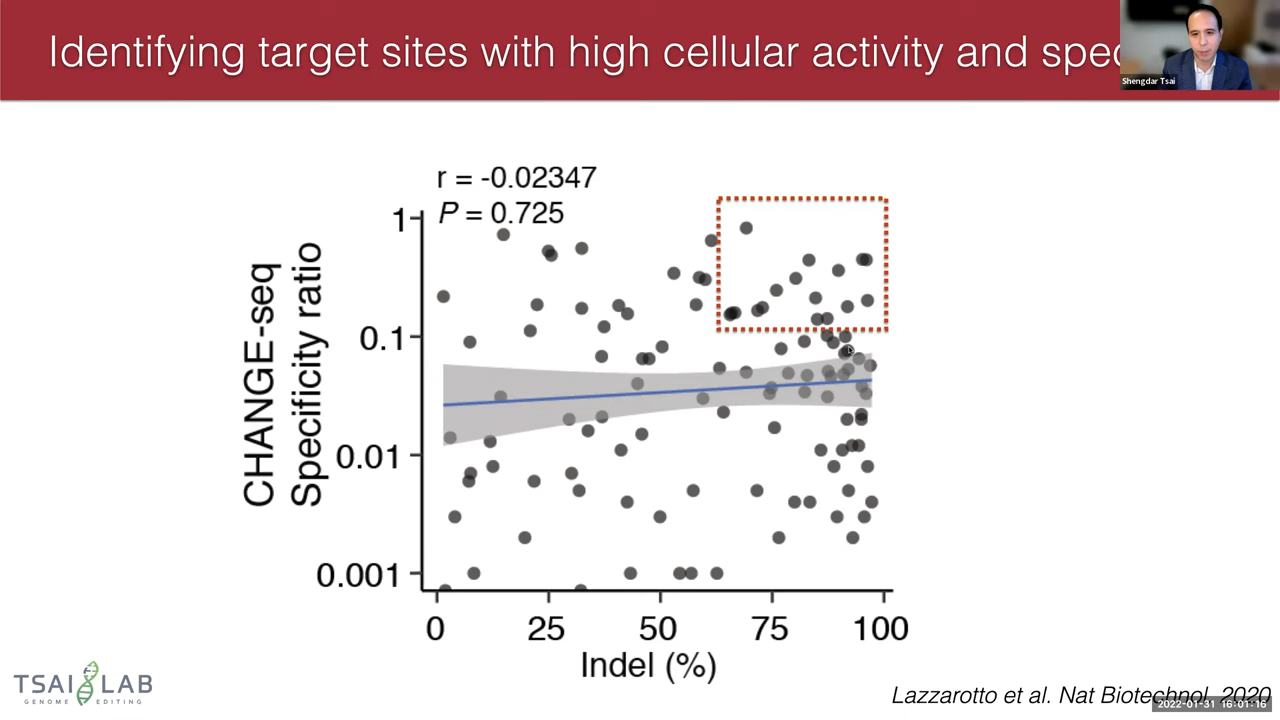 Identifying target sites with high cellular activity and spec
Shengdar Tsai
r = -0.02347
P = 0.725
CHANGE-seq
Specificity ratio
1
0.1
0.01
0.001
0
25
50
75
100
Indel (%)
TSAI LAB
GENOME EDITING
Lazzarotto et al. Nat Biotechnol. 2020
2022-01-31 16:01:16